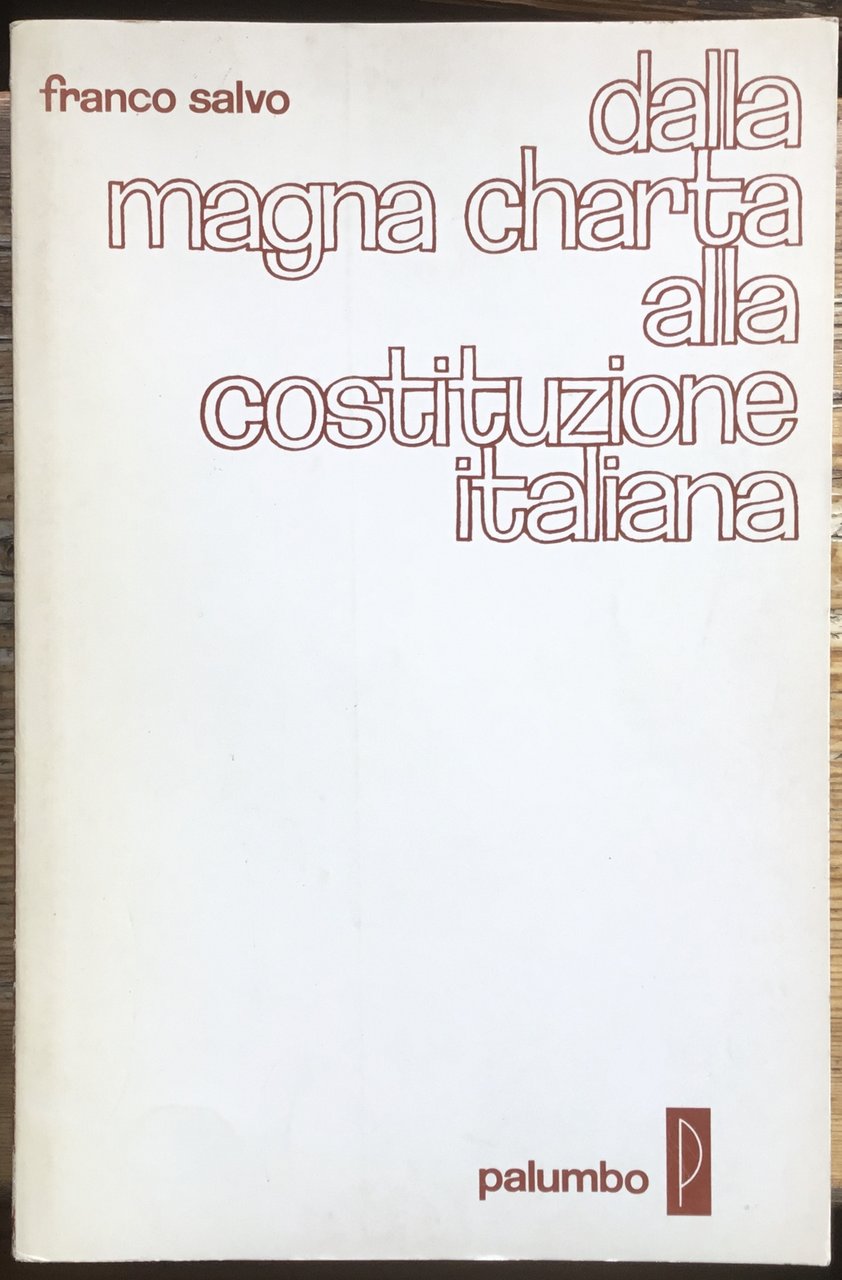 franco salvo
dalla
magna charta
alla
costituzione
italiana
palumbo
P